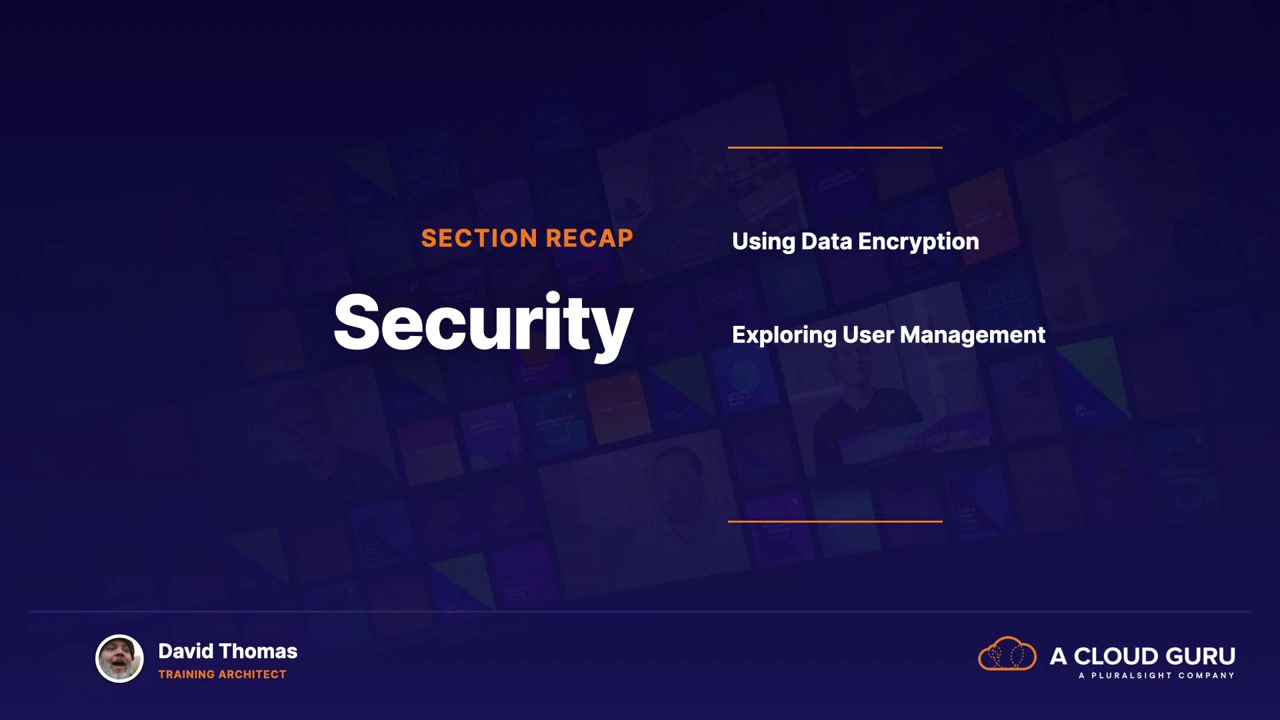 SECTION RECAP
Security
Using Data Encryption
Exploring User Management
David Thomas
TRAINING ARCHITECT
A CLOUD GURU
A PLURALSIGHT COMPANY